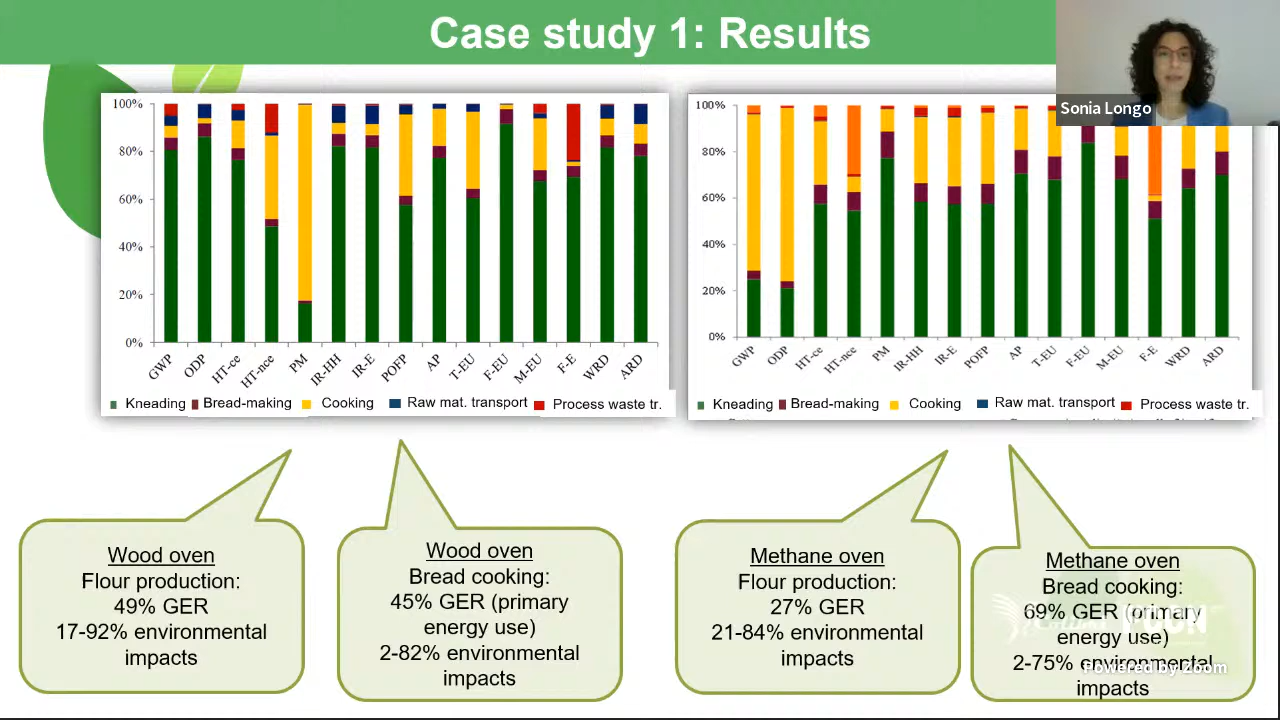 Case study 1: Results
Sonia Longo
100%
80%
60%
40%
20%
0%
GWP
ODP
HT-ce
HT-nce
PM
IR-HH
IR-E
POFP
AP
T-EU
F-EU
M-EU
F-E
WRD
ARD
Kneading Bread-making Cooking Raw mat. transport Process waste tr.
100%
80%
60%
40%
20%
0%
GWP
ODP
HT-ce
HT-nce
PM
IR-HH
IR-E
POFP
AP
T-EU
F-EU
M-EU
F-E
WRD
ARD
Kneading Bread-making Cooking Raw mat. transport Process waste tr.
Wood oven
Flour production:
49% GER
17-92% environmental
impacts
Wood oven
Bread cooking:
45% GER (primary
energy use)
2-82% environmental
impacts
Methane oven
Flour production:
27% GER
21-84% environmental
impacts
Methane oven
Bread cooking:
69% GER (primary
energy use)
2-75% environmental
impacts
Powered by Zoom